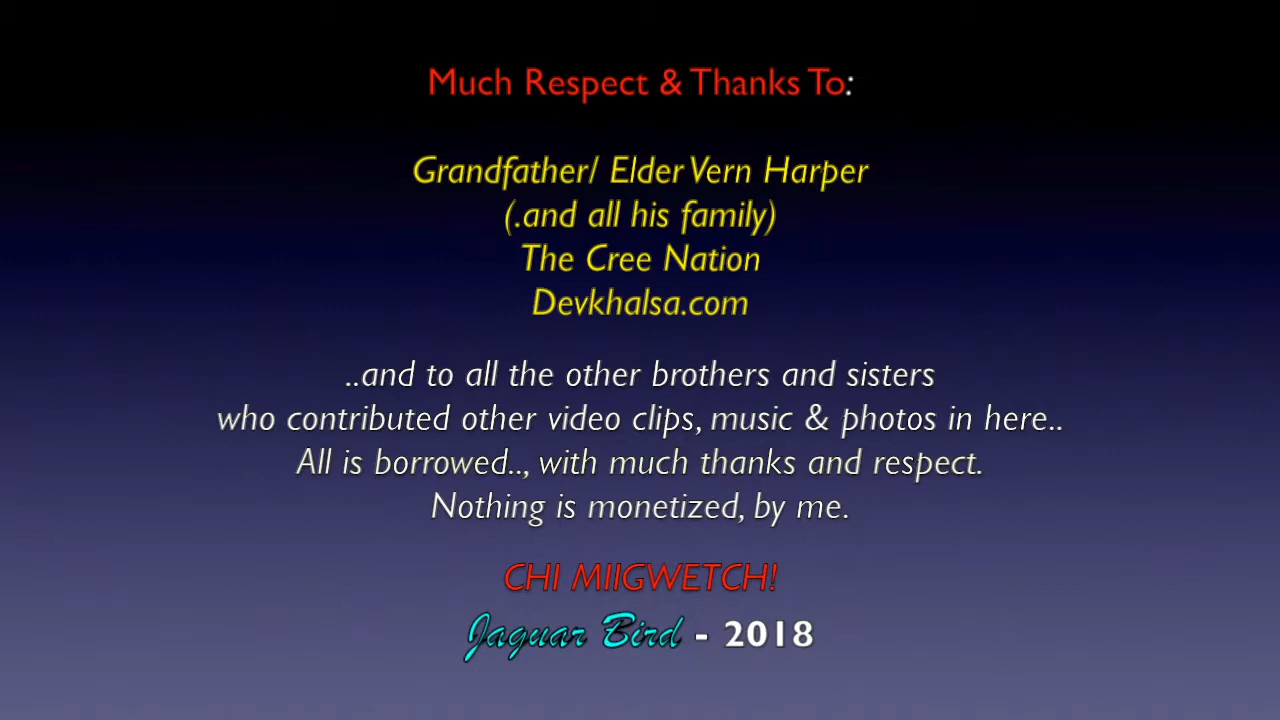 Much Respect & Thanks To:
Grandfather/ Elder Vern Harper
(.and all his family)
The Cree Nation
Devkhalsa.com
..and to all the other brothers and sisters
who contributed other video clips, music & photos in here..
All is borrowed.., with much thanks and respect.
Nothing is monetized, by me.
CHI MIIGWETCH!
Jaguar Bird - 2018